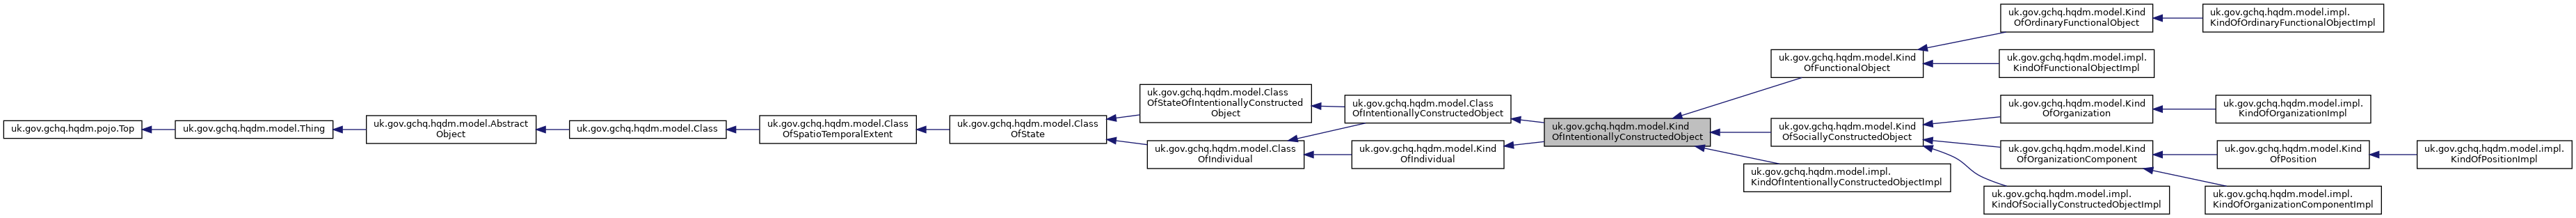 uk.gov.gchq.hqdm.pojo.Top
uk.gov.gchq.hqdm.model.Thing
uk.gov.gchq.hqdm.model.Abstract
Object
uk.gov.gchq.hqdm.model.Class
uk.gov.gchq.hqdm.model.Class
OfSpatioTemporalExtent
uk.gov.gchq.hqdm.model.Class
OfState
uk.gov.gchq.hqdm.model.Class
OfStateOfIntentionallyConstructed
Object
uk.gov.gchq.hqdm.model.Class
OfIndividual
uk.gov.gchq.hqdm.model.Class
OfIntentionallyConstructedObject
uk.gov.gchq.hqdm.model.Kind
OfIndividual
uk.gov.gchq.hqdm.model.Kind
OfIntentionallyConstructedObject
uk.gov.gchq.hqdm.model.Kind
OfFunctionalObject
uk.gov.gchq.hqdm.model.Kind
OfSociallyConstructedObject
uk.gov.gchq.hqdm.model.impl.
KindOfIntentionallyConstructedObjectImpl
uk.gov.gchq.hqdm.model.Kind
OfOrdinaryFunctionalObject
uk.gov.gchq.hqdm.model.impl.
KindOfFunctionalObjectImpl
uk.gov.gchq.hqdm.model.Kind
OfOrganization
uk.gov.gchq.hqdm.model.Kind
OfOrganizationComponent
uk.gov.gchq.hqdm.model.impl.
KindOfSociallyConstructedObjectImpl
uk.gov.gchq.hqdm.model.impl.
KindOfOrdinaryFunctionalObjectImpl
uk.gov.gchq.hqdm.model.impl.
KindOfOrganizationImpl
uk.gov.gchq.hqdm.model.Kind
OfPosition
uk.gov.gchq.hqdm.model.impl.
KindOfOrganizationComponentImpl
uk.gov.gchq.hqdm.model.impl.
KindOfPositionImpl